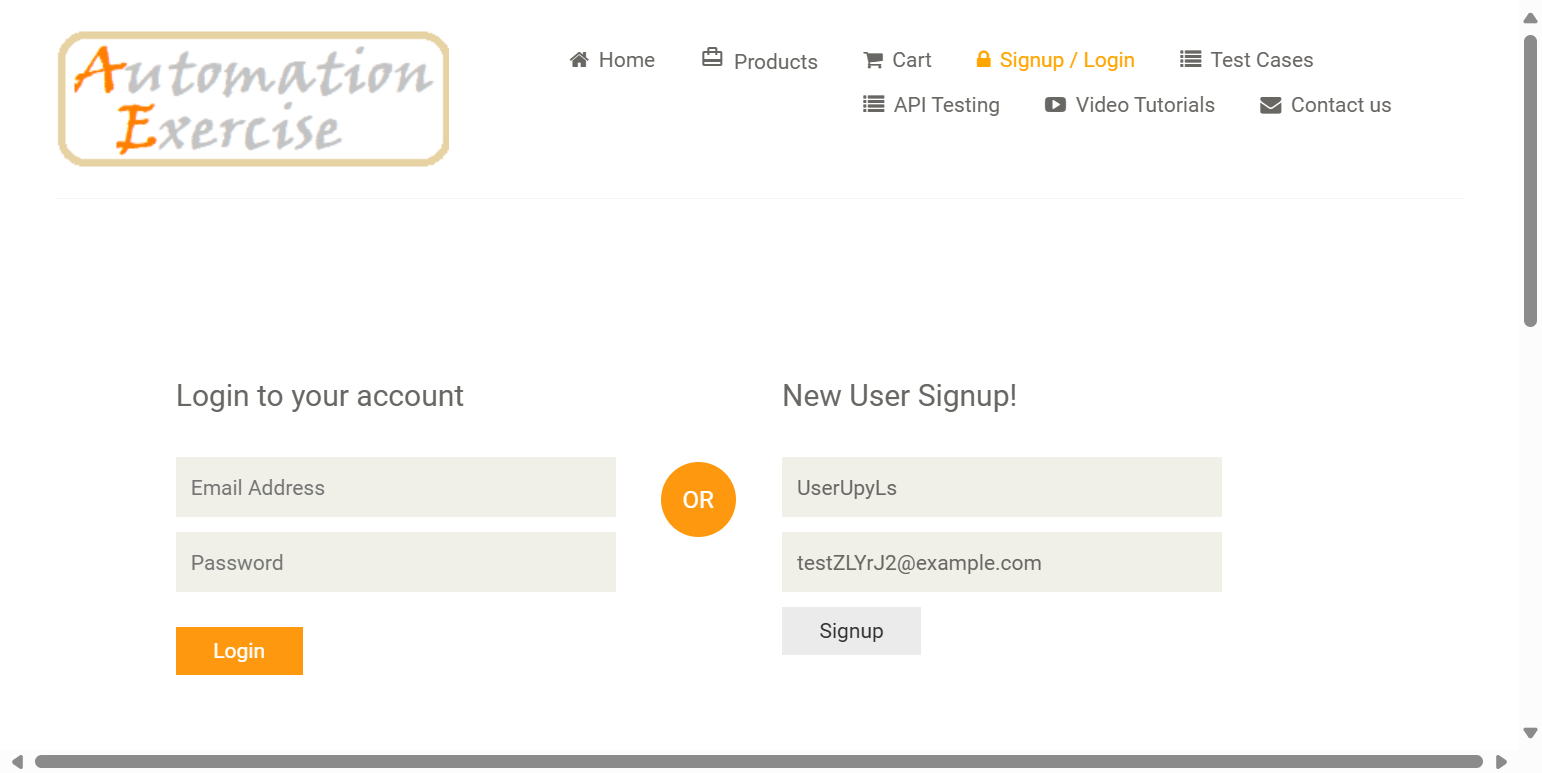 Automation
Exercise
Home
Products
Cart
Signup / Login
Test Cases
API Testing
Video Tutorials
Contact us
Login to your account
Email Address
Password
Login
OR
New User Signup!
UserUpyLs
testZLYrJ2@example.com
Signup